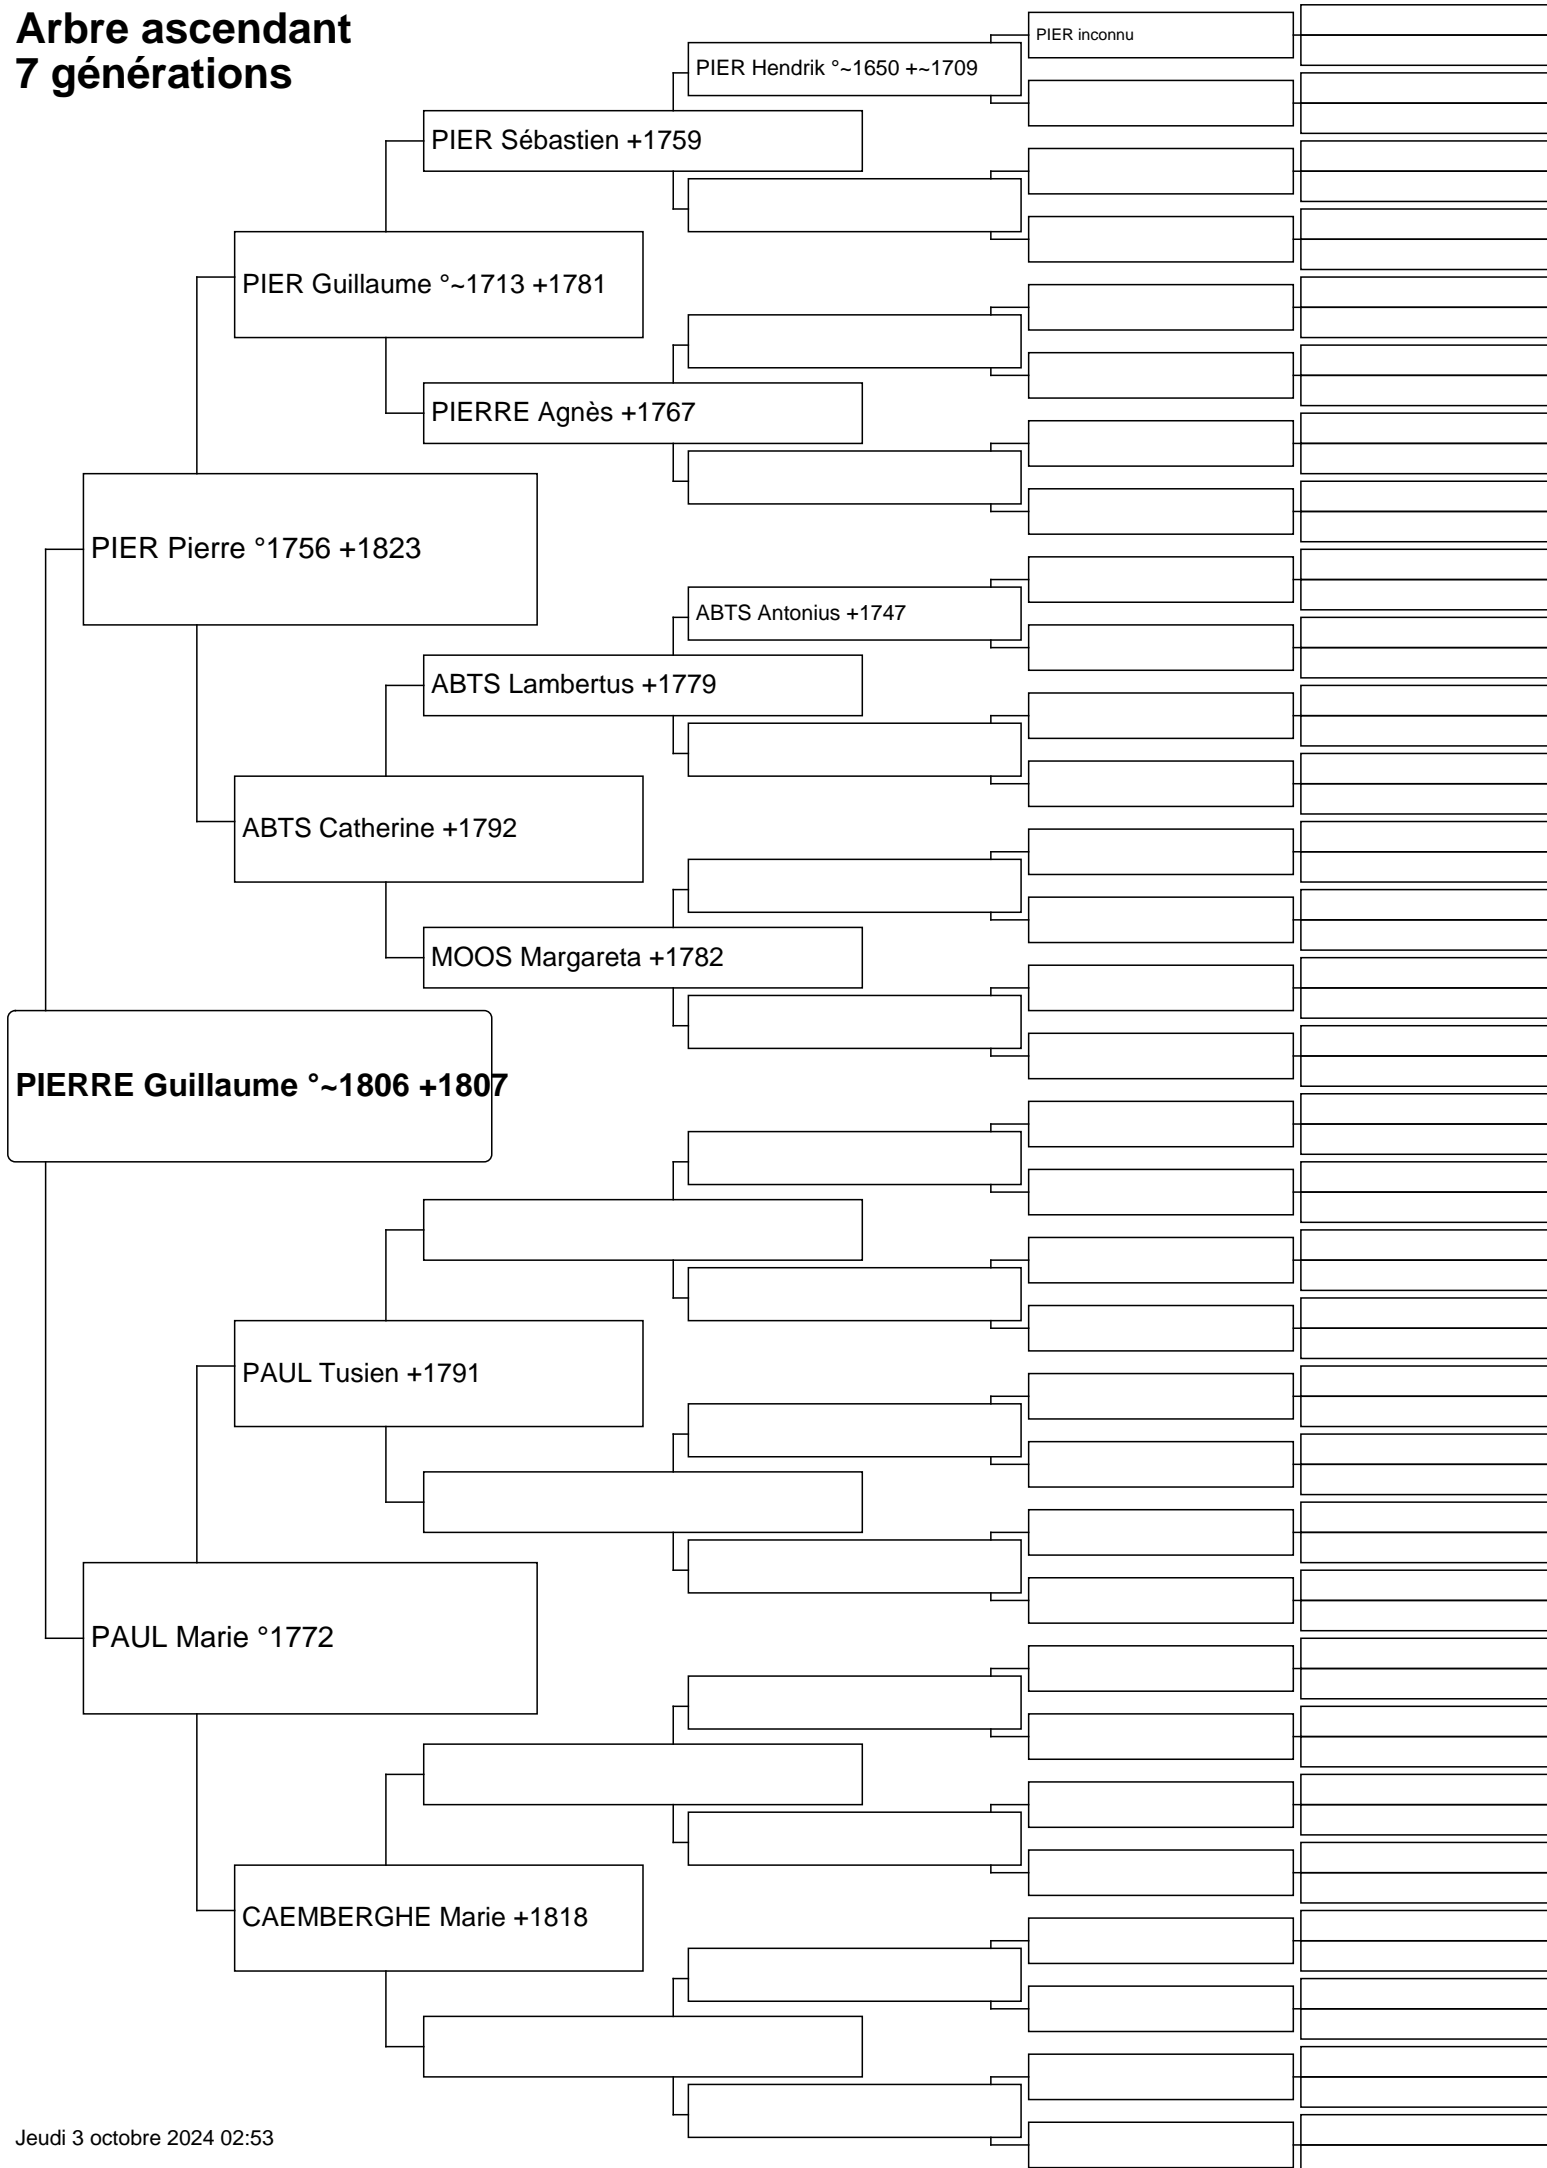 Arbre ascendant
7 générations
PIER inconnu
PIER Hendrik °~1650 +~1709
PIER Sébastien +1759
PIER Guillaume °~1713 +1781
PIERRE Agnès +1767
PIER Pierre °1756 +1823
ABTS Antonius +1747
ABTS Lambertus +1779
ABTS Catherine +1792
MOOS Margareta +1782
PIERRE Guillaume °~1806 +1807
PAUL Tusien +1791
PAUL Marie °1772
CAEMBERGHE Marie +1818
Jeudi 3 octobre 2024 02:53